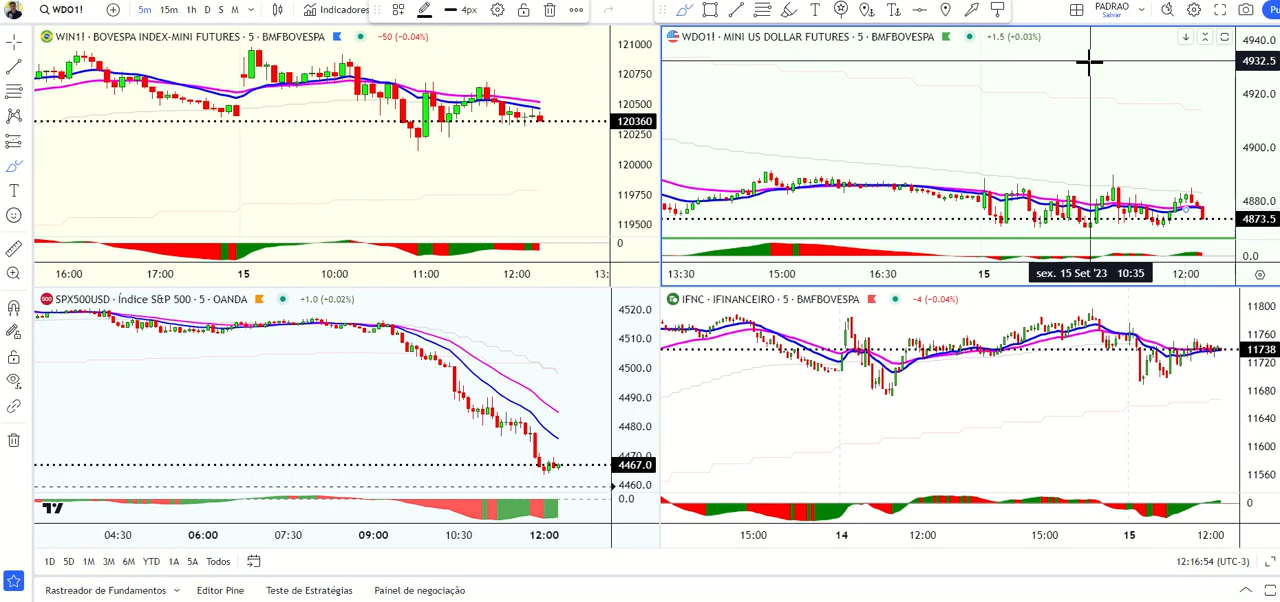 WDO1!
5m 15m 1h D S M
Indicadores
4px
PADRAO
Salvar
WIN1! · BOVESPA INDEX-MINI FUTURES · 5 · BMFBOVESPA
−50 (−0.04%)
121000
120750
120500
120360
120250
120000
119750
119500
0
16:00 17:00 15 10:00 11:00 12:00 13:
WDO1! · MINI US DOLLAR FUTURES · 5 · BMFBOVESPA
+1.5 (+0.03%)
4940.0
4932.5
4920.0
4900.0
4880.0
4873.5
0.0
13:30 15:00 16:30 15 sex. 15 Set '23 10:35 12:00
500 SPX500USD · Índice S&P 500 · 5 · OANDA
+1.0 (+0.02%)
4520.0
4510.0
4500.0
4490.0
4480.0
4470.0
4467.0
4460.0
0.0
04:30 06:00 07:30 09:00 10:30 12:00
IFNC · IFINANCEIRO · 5 · BMFBOVESPA
−4 (−0.04%)
11800
11760
11738
11720
11680
11640
11600
11560
0
15:00 14 12:00 15:00 15 12:00
1D 5D 1M 3M 6M YTD 1A 5A Todos
12:16:54 (UTC-3)
Rastreador de Fundamentos Editor Pine Teste de Estratégias Painel de negociação